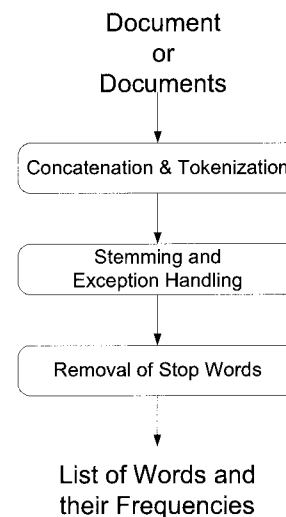 Document
or
Documents
Concatenation & Tokenization
Stemming and
Exception Handling
Removal of Stop Words
List of Words and
their Frequencies